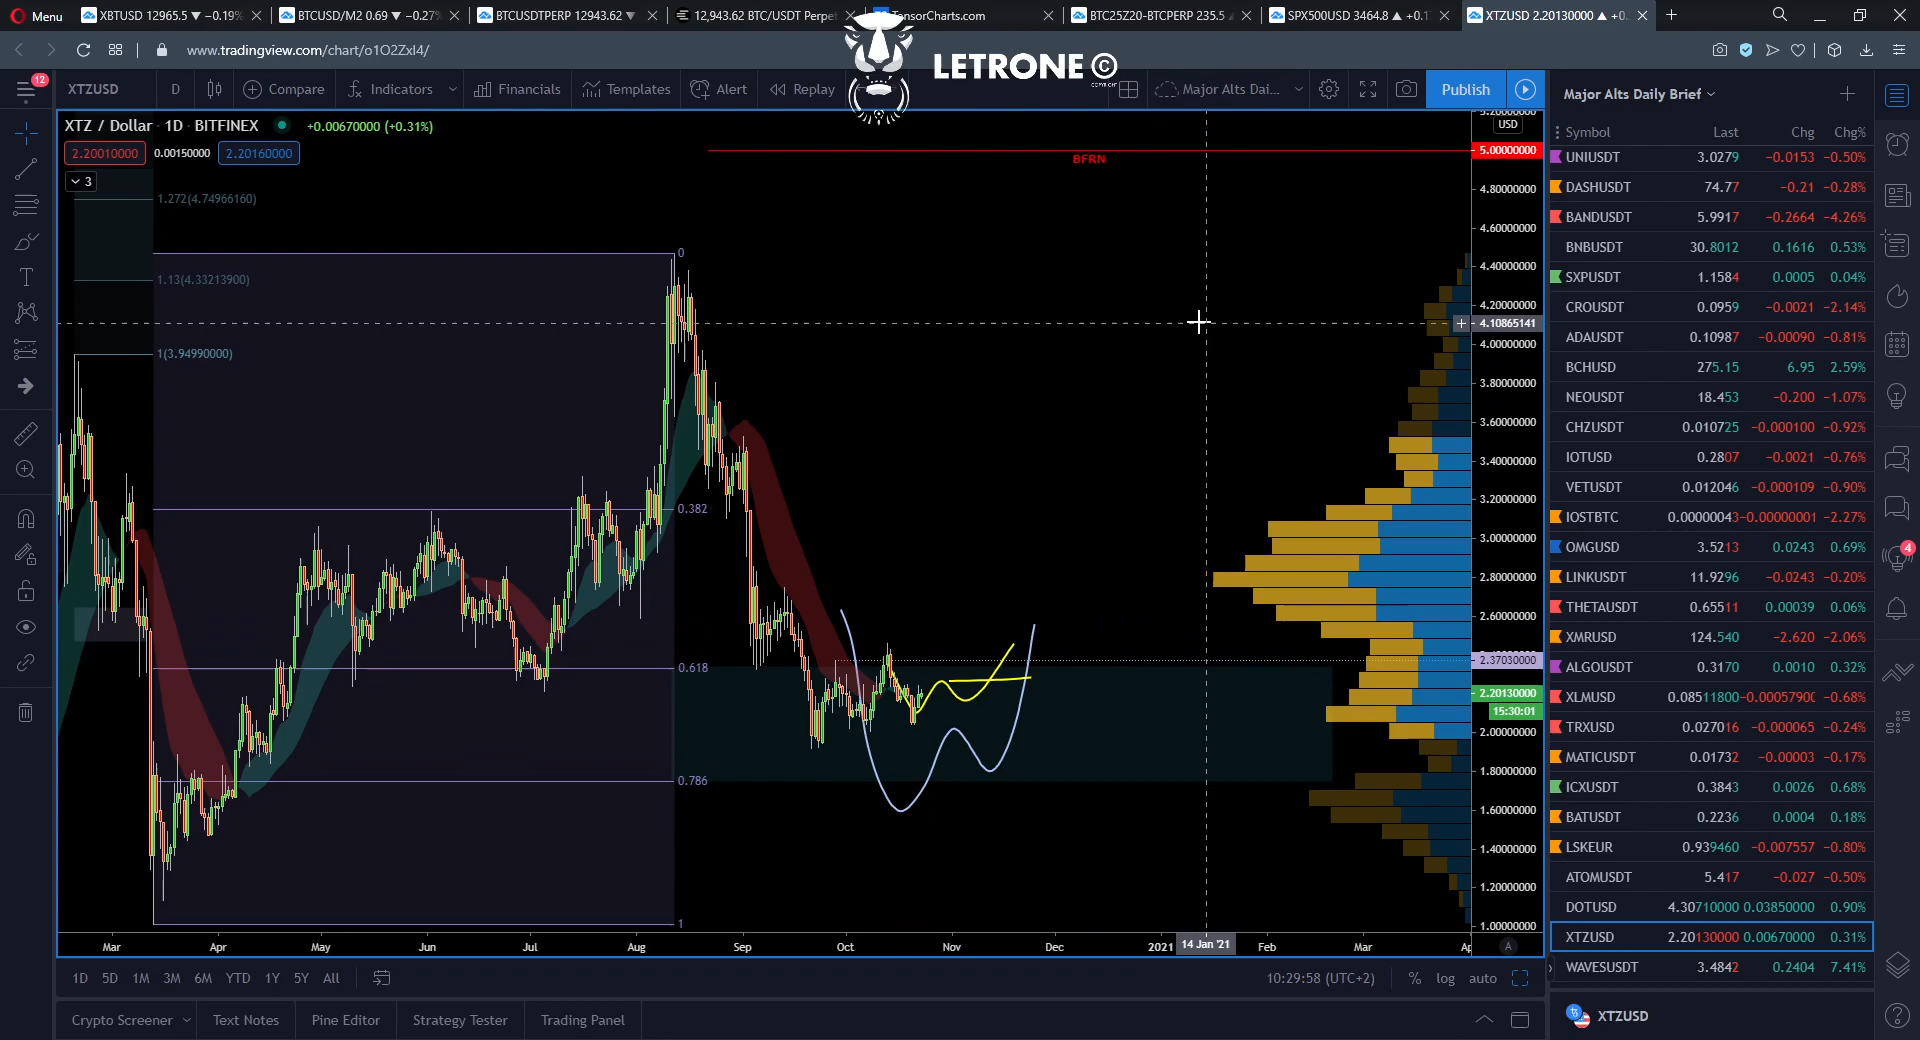 Menu
XBTUSD 12965.5 ▼ −0.19%
BTCUSD/M2 0.69 ▼ −0.27%
BTCUSDTPERP 12943.62 ▼
12,943.62 BTC/USDT Perpet
TensorCharts.com
BTC25Z20-BTCPERP 235.5
SPX500USD 3464.8 ▲ +0.1
XTZUSD 2.20130000 ▲ +0.
www.tradingview.com/chart/o1O2Zxl4/
LETRONE ©
COPYRIGHT
12
XTZUSD
D
Compare
Indicators
Financials
Templates
Alert
Replay
Major Alts Dai...
Publish
XTZ / Dollar · 1D · BITFINEX
+0.00670000 (+0.31%)
2.20010000
0.00150000
2.20160000
3
USD
BFRN
1.272(4.74966160)
1.13(4.33213900)
1(3.94990000)
0
0.382
0.618
0.786
1
5.20000000
5.00000000
4.80000000
4.60000000
4.40000000
4.20000000
4.10865141
4.00000000
3.80000000
3.60000000
3.40000000
3.20000000
3.00000000
2.80000000
2.60000000
2.37030000
2.20130000
15:30:01
2.00000000
1.80000000
1.60000000
1.40000000
1.20000000
1.00000000
Mar
Apr
May
Jun
Jul
Aug
Sep
Oct
Nov
Dec
2021
14 Jan '21
Feb
Mar
Ap
A
1D
5D
1M
3M
6M
YTD
1Y
5Y
All
10:29:58 (UTC+2)
%
log
auto
Crypto Screener
Text Notes
Pine Editor
Strategy Tester
Trading Panel
Major Alts Daily Brief
Symbol Last Chg Chg%
UNIUSDT 3.0279 −0.0153 −0.50%
DASHUSDT 74.77 −0.21 −0.28%
BANDUSDT 5.9917 −0.2664 −4.26%
BNBUSDT 30.8012 0.1616 0.53%
SXPUSDT 1.1584 0.0005 0.04%
CROUSDT 0.0959 −0.0021 −2.14%
ADAUSDT 0.10987 −0.00090 −0.81%
BCHUSD 275.15 6.95 2.59%
NEOUSDT 18.453 −0.200 −1.07%
CHZUSDT 0.010725 −0.000100 −0.92%
IOTUSD 0.2807 −0.0021 −0.76%
VETUSDT 0.012046 −0.000109 −0.90%
IOSTBTC 0.00000043 −0.00000001 −2.27%
OMGUSD 3.5213 0.0243 0.69%
LINKUSDT 11.9296 −0.0243 −0.20%
THETAUSDT 0.65511 0.00039 0.06%
XMRUSD 124.540 −2.620 −2.06%
ALGOUSDT 0.3170 0.0010 0.32%
XLMUSD 0.08511800 −0.0005790 −0.68%
TRXUSD 0.027016 −0.000065 −0.24%
MATICUSDT 0.01732 −0.00003 −0.17%
ICXUSDT 0.3843 0.0026 0.68%
BATUSDT 0.2236 0.0004 0.18%
LSKEUR 0.939460 −0.007557 −0.80%
ATOMUSDT 5.417 −0.027 −0.50%
DOTUSD 4.30710000 0.03850000 0.90%
XTZUSD 2.20130000 0.00670000 0.31%
WAVESUSDT 3.4842 0.2404 7.41%
XTZUSD
4